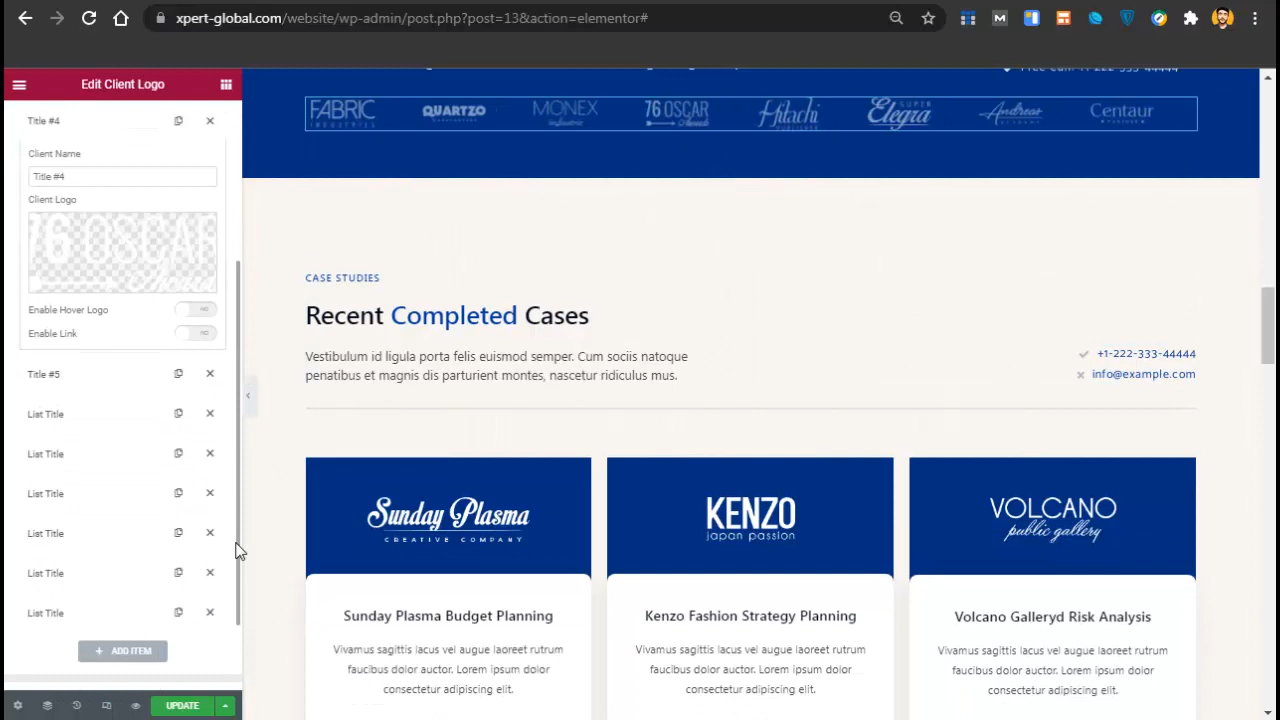 xpert-global.com/website/wp-admin/post.php?post=13&action=elementor#
Edit Client Logo
Title #4
Client Name
Title #4
Client Logo
76 OSCAR
Enable Hover Logo
NO
Enable Link
NO
Title #5
List Title
List Title
List Title
List Title
List Title
List Title
+ ADD ITEM
UPDATE
FABRIC
INDUSTRIES
QUARTZO
MONEX
76 OSCAR
Awards
Hitachi
SUPER
Elegra
Andreas
Centaur
CASE STUDIES
Recent Completed Cases
Vestibulum id ligula porta felis euismod semper. Cum sociis natoque
penatibus et magnis dis parturient montes, nascetur ridiculus mus.
+1-222-333-44444
info@example.com
Sunday Plasma
CREATIVE COMPANY
KENZO
japan passion
VOLCANO
public gallery
Sunday Plasma Budget Planning
Vivamus sagittis lacus vel augue laoreet rutrum
faucibus dolor auctor. Lorem ipsum dolor
consectetur adipiscing elit.
Kenzo Fashion Strategy Planning
Vivamus sagittis lacus vel augue laoreet rutrum
faucibus dolor auctor. Lorem ipsum dolor
consectetur adipiscing elit.
Volcano Galleryd Risk Analysis
Vivamus sagittis lacus vel augue laoreet rutrum
faucibus dolor auctor. Lorem ipsum dolor
consectetur adipiscing elit.